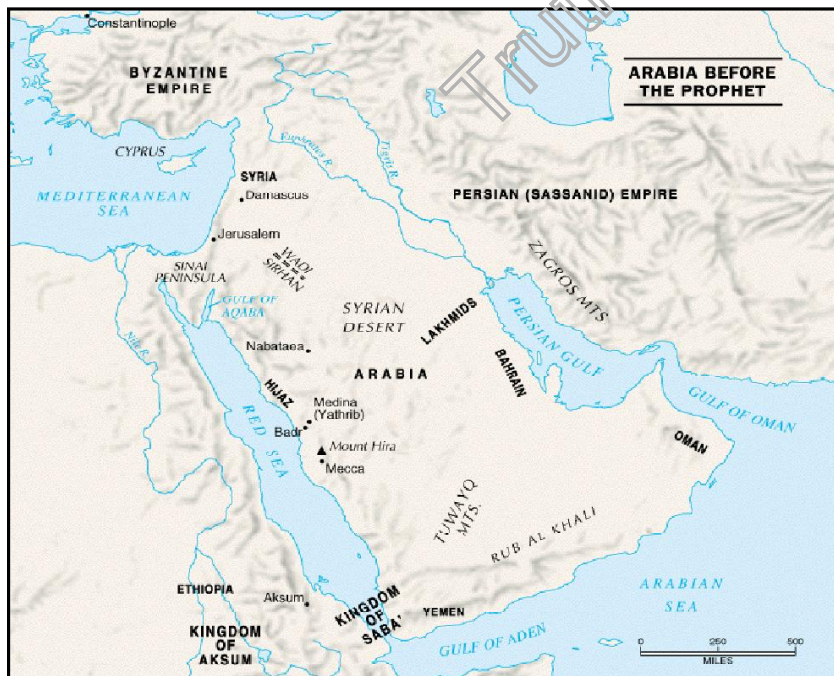 Constantinople
BYZANTINE
EMPIRE
ARABIA BEFORE
THE PROPHET
CYPRUS
SYRIA
Damascus
MEDITERRANEAN
SEA
Euphrates R.
Tigris R.
PERSIAN (SASSANID) EMPIRE
Jerusalem
SINAI
PENINSULA
WADI
SIRHAN
ZAGROS MTS
GULF OF
AQABA
SYRIAN
DESERT
LAKHMIDS
PERSIAN GULF
Nile R.
Nabataea
ARABIA
BAHRAIN
GULF OF OMAN
HIJAZ
Medina
(Yathrib)
Badr
RED SEA
Mount Hira
Mecca
OMAN
TUWAYQ
MTS.
RUB AL KHALI
ETHIOPIA
Aksum
KINGDOM
OF
AKSUM
KINGDOM
OF
SABA'
YEMEN
ARABIAN
SEA
GULF OF ADEN
0 250 500
MILES